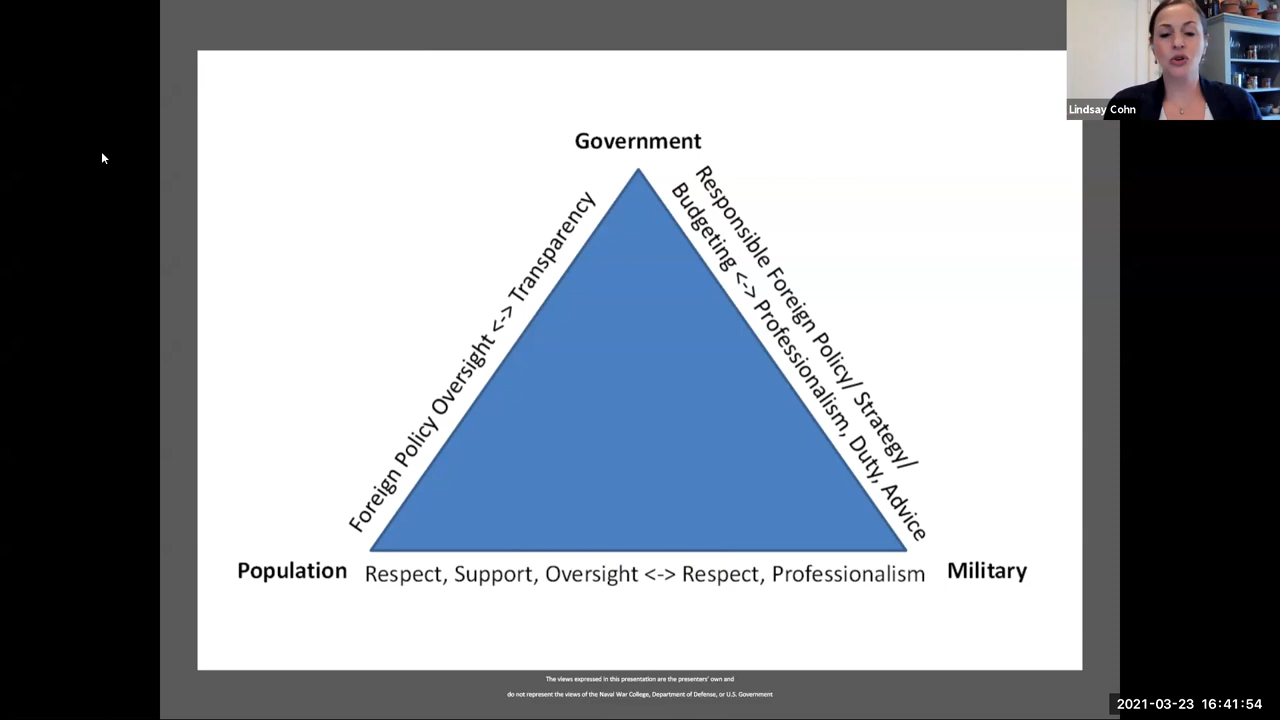 Lindsay Cohn
Government
Foreign Policy Oversight <-> Transparency
Responsible Foreign Policy/ Strategy/
Budgeting <-> Professionalism, Duty, Advice
Population
Respect, Support, Oversight <-> Respect, Professionalism
Military
The views expressed in this presentation are the presenters' own and
do not represent the views of the Naval War College, Department of Defense, or U.S. Government
2021-03-23 16:41:54